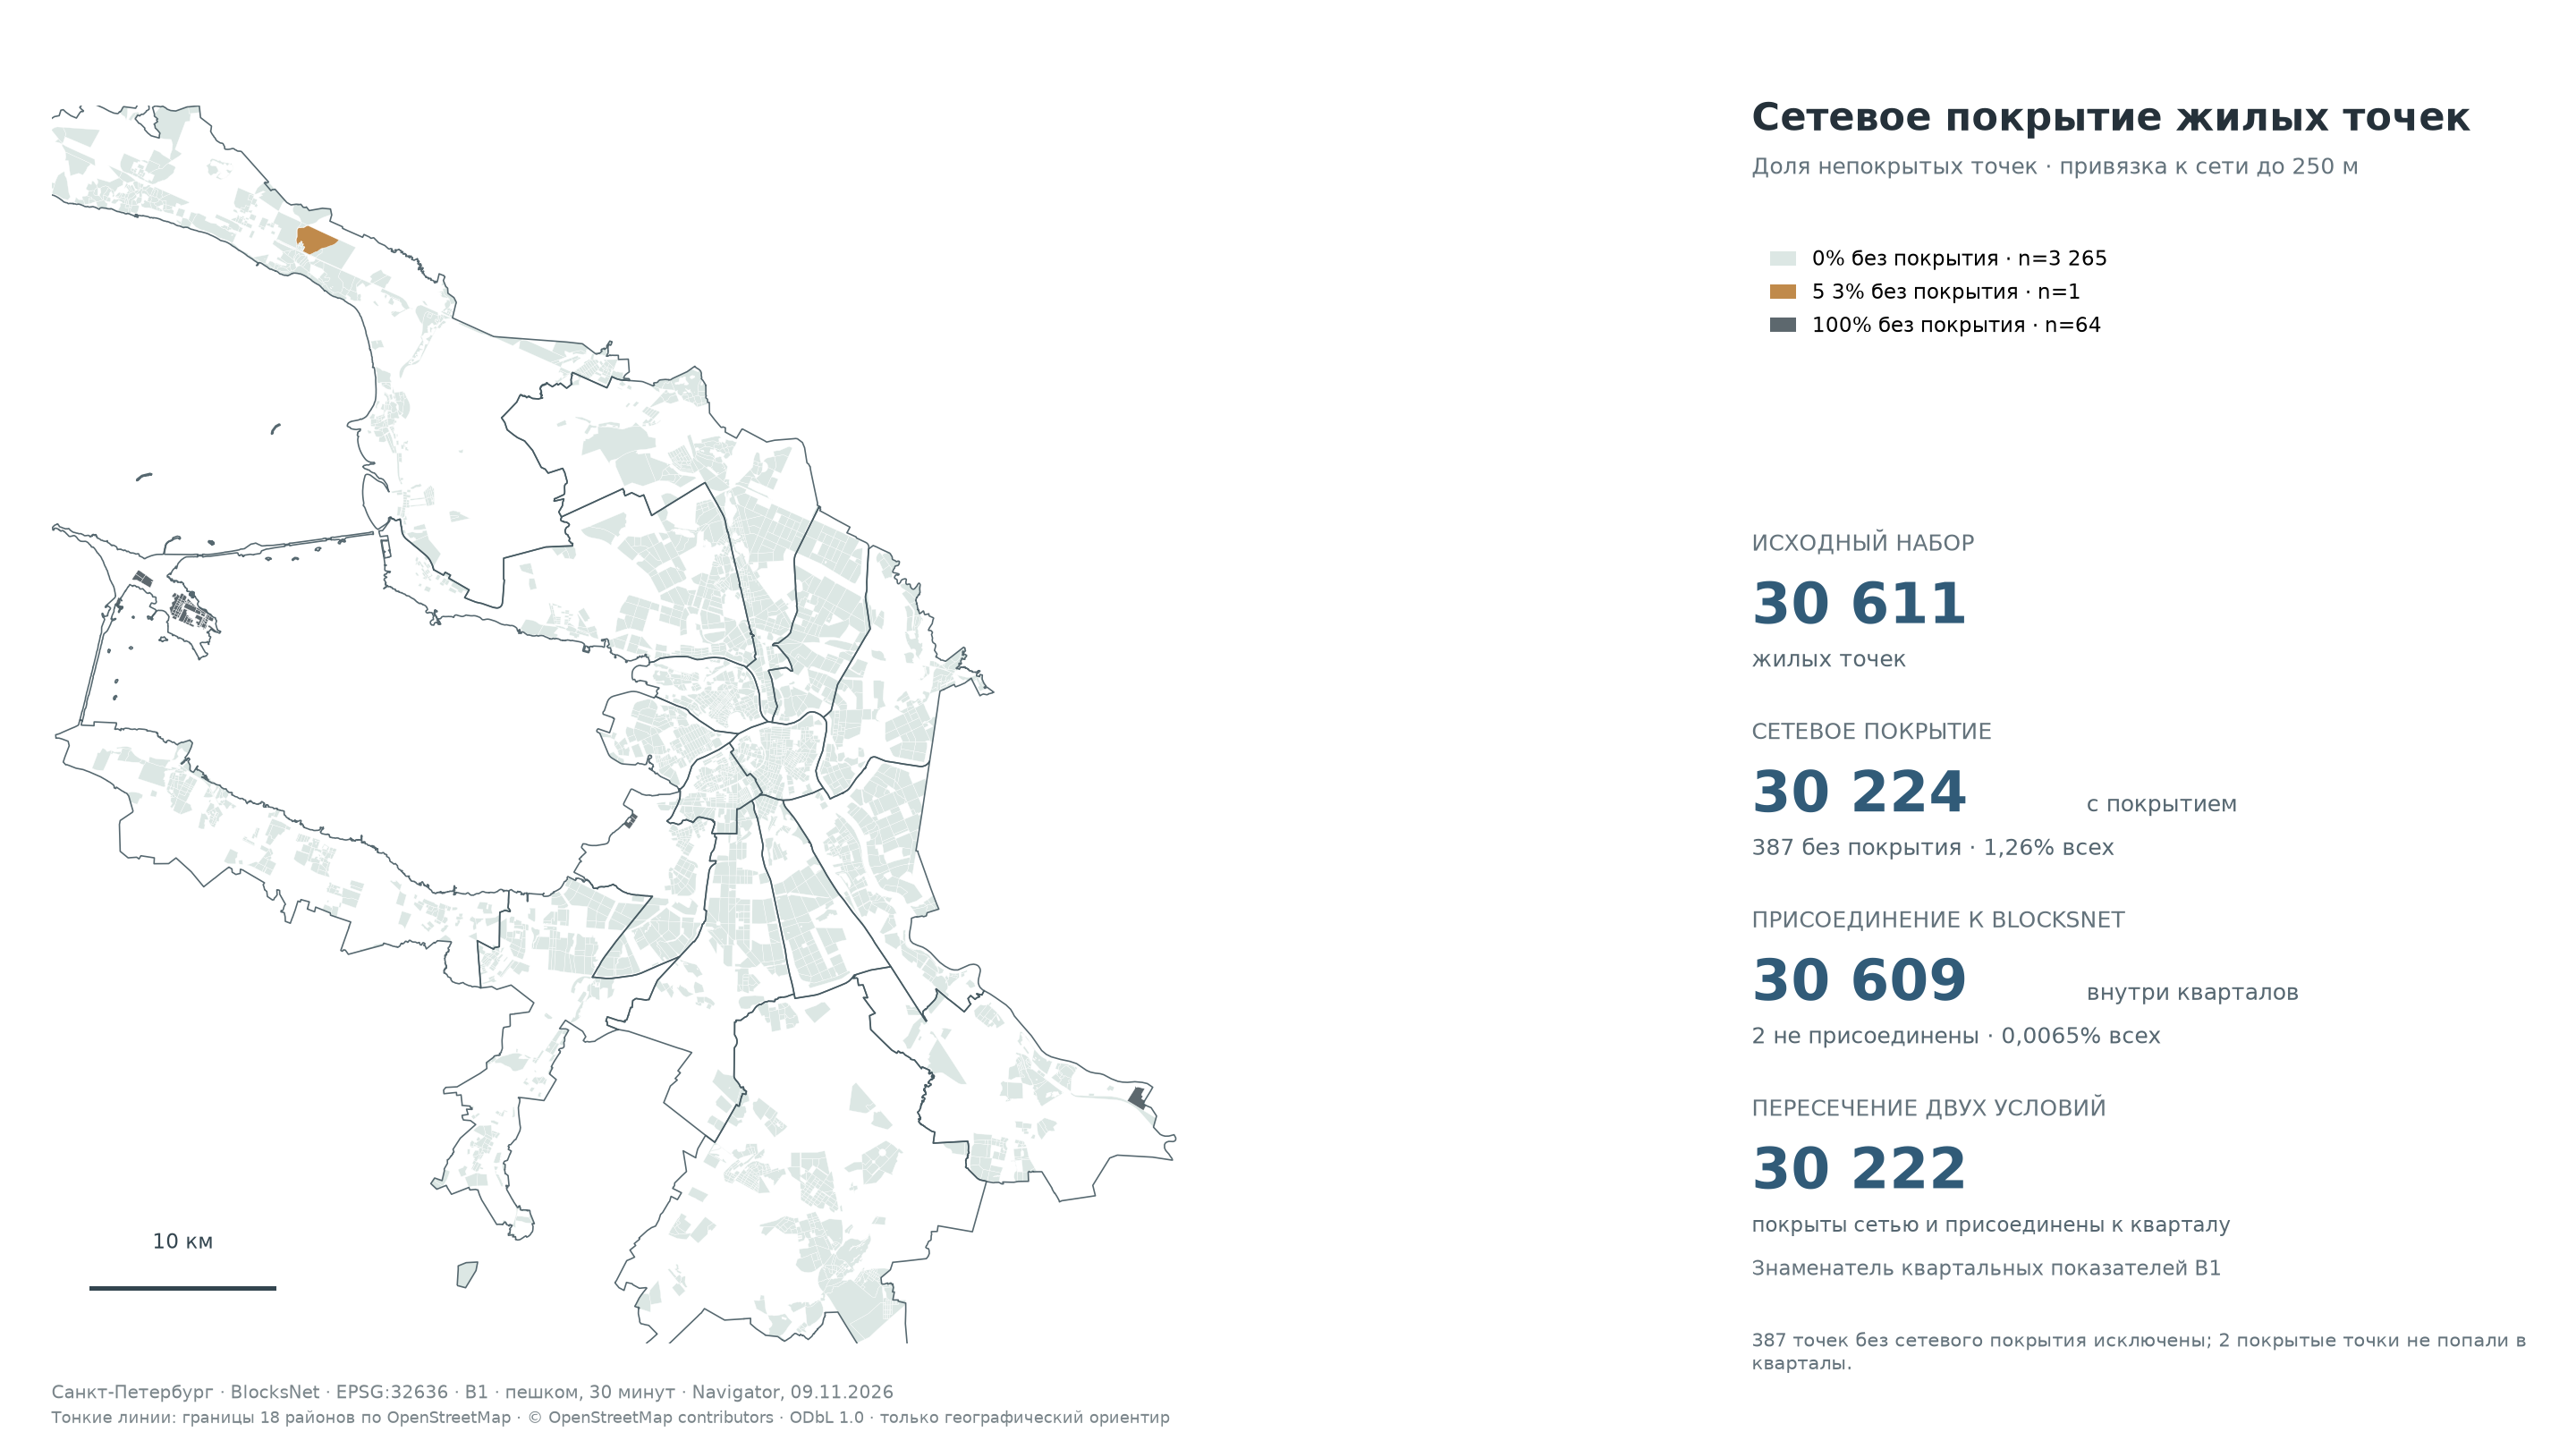 Сетевое покрытие жилых точек
Доля непокрытых точек · привязка к сети до 250 м
0% без покрытия · n=3 265
5 3% без покрытия · n=1
100% без покрытия · n=64
ИСХОДНЫЙ НАБОР
30 611
жилых точек
СЕТЕВОЕ ПОКРЫТИЕ
30 224 с покрытием
387 без покрытия · 1,26% всех
ПРИСОЕДИНЕНИЕ К BLOCKSNET
30 609 внутри кварталов
2 не присоединены · 0,0065% всех
ПЕРЕСЕЧЕНИЕ ДВУХ УСЛОВИЙ
30 222
покрыты сетью и присоединены к кварталу
Знаменатель квартальных показателей B1
387 точек без сетевого покрытия исключены; 2 покрытые точки не попали в
кварталы.
10 км
Санкт-Петербург · BlocksNet · EPSG:32636 · B1 · пешком, 30 минут · Navigator, 09.11.2026
Тонкие линии: границы 18 районов по OpenStreetMap · © OpenStreetMap contributors · ODbL 1.0 · только географический ориентир